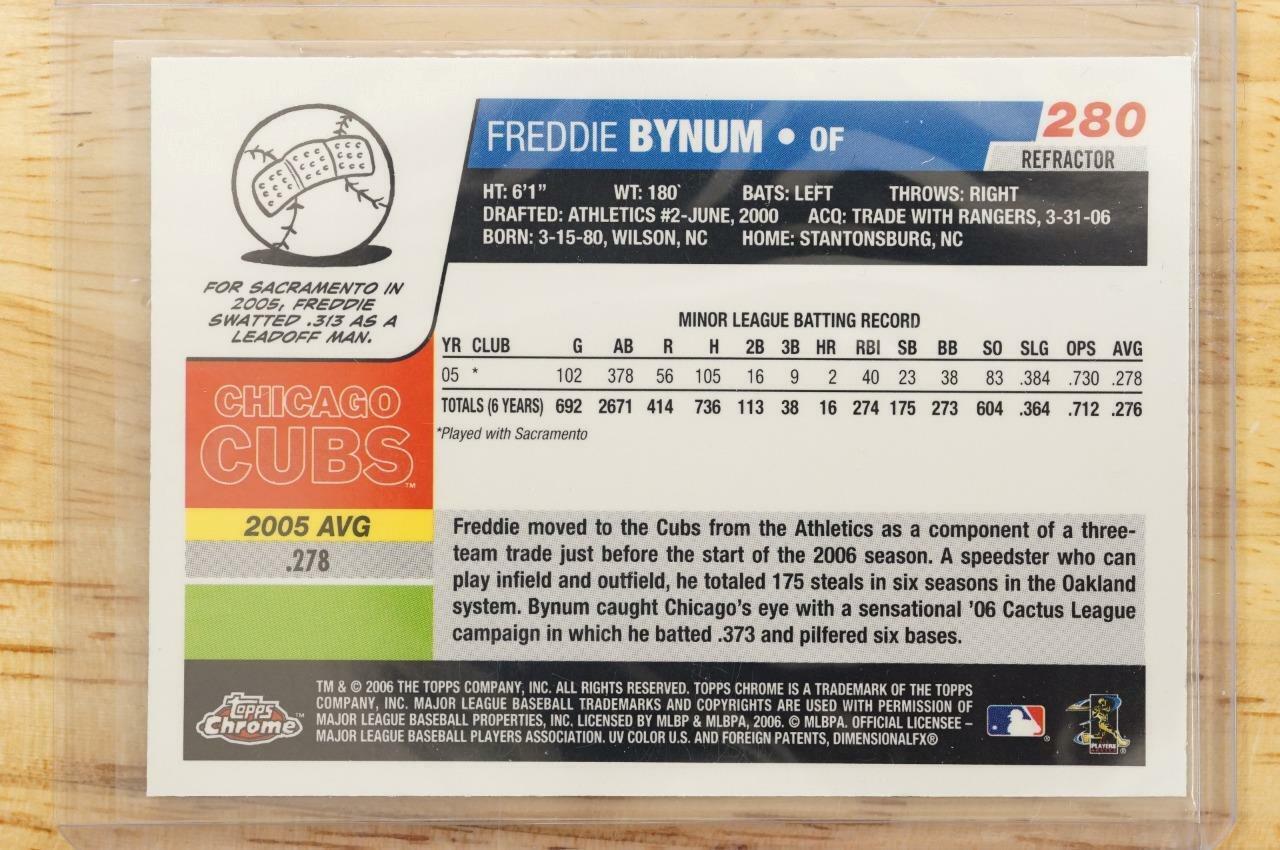 FREDDIE BYNUM • OF
280
REFRACTOR
HT: 6'1" WT: 180 BATS: LEFT THROWS: RIGHT
DRAFTED: ATHLETICS #2-JUNE, 2000 ACQ: TRADE WITH RANGERS, 3-31-06
BORN: 3-15-80, WILSON, NC HOME: STANTONSBURG, NC
FOR SACRAMENTO IN
2005, FREDDIE
SWATTED .313 AS A
LEADOFF MAN.
CHICAGO
CUBS™
2005 AVG
.278
MINOR LEAGUE BATTING RECORD
YR CLUB G AB R H 2B 3B HR RBI SB BB SO SLG OPS AVG
05 * 102 378 56 105 16 9 2 40 23 38 83 .384 .730 .278
TOTALS (6 YEARS) 692 2671 414 736 113 38 16 274 175 273 604 .364 .712 .276
*Played with Sacramento
Freddie moved to the Cubs from the Athletics as a component of a three-
team trade just before the start of the 2006 season. A speedster who can
play infield and outfield, he totaled 175 steals in six seasons in the Oakland
system. Bynum caught Chicago's eye with a sensational '06 Cactus League
campaign in which he batted .373 and pilfered six bases.
Topps
Chrome™
TM & © 2006 THE TOPPS COMPANY, INC. ALL RIGHTS RESERVED. TOPPS CHROME IS A TRADEMARK OF THE TOPPS
COMPANY, INC. MAJOR LEAGUE BASEBALL TRADEMARKS AND COPYRIGHTS ARE USED WITH PERMISSION OF
MAJOR LEAGUE BASEBALL PROPERTIES, INC. LICENSED BY MLBP & MLBPA, 2006. © MLBPA. OFFICIAL LICENSEE –
MAJOR LEAGUE BASEBALL PLAYERS ASSOCIATION. UV COLOR U.S. AND FOREIGN PATENTS, DIMENSIONALFX®
PLAYERS